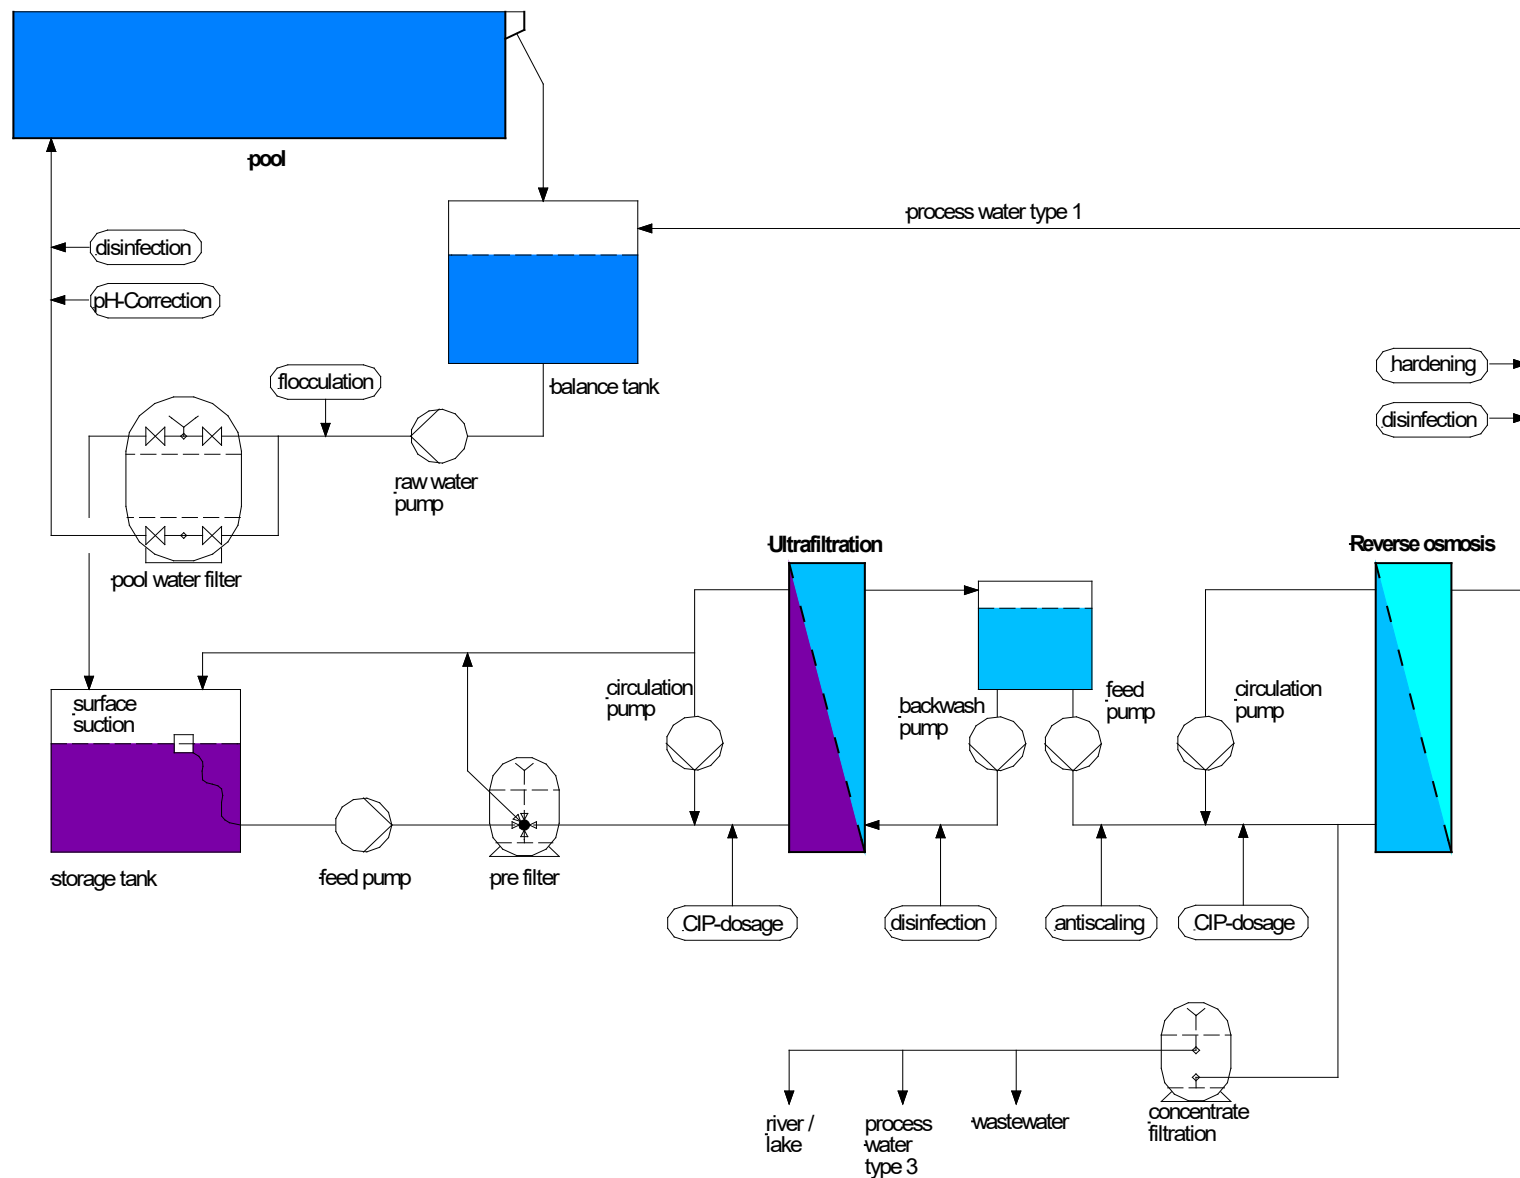 pool
process water type 1
disinfection
pH-Correction
flocculation
balance tank
hardening
disinfection
raw water
pump
pool water filter
Ultrafiltration
Reverse osmosis
surface
suction
circulation
pump
backwash
pump
feed
pump
circulation
pump
storage tank
feed pump
pre filter
CIP-dosage
disinfection
antiscaling
CIP-dosage
river /
lake
process
water
type 3
wastewater
concentrate
filtration